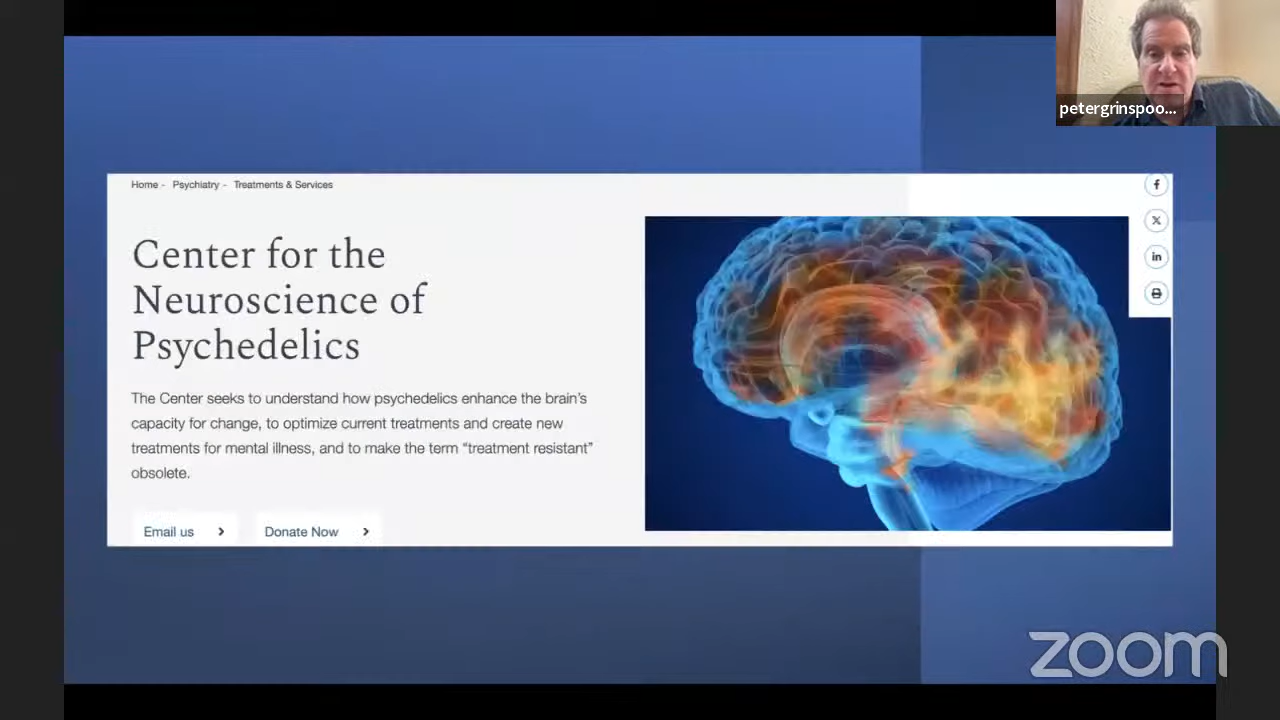 petergrinspoo...
Home - Psychiatry - Treatments & Services
Center for the
Neuroscience of
Psychedelics
The Center seeks to understand how psychedelics enhance the brain's
capacity for change, to optimize current treatments and create new
treatments for mental illness, and to make the term “treatment resistant”
obsolete.
Email us
Donate Now
zoom